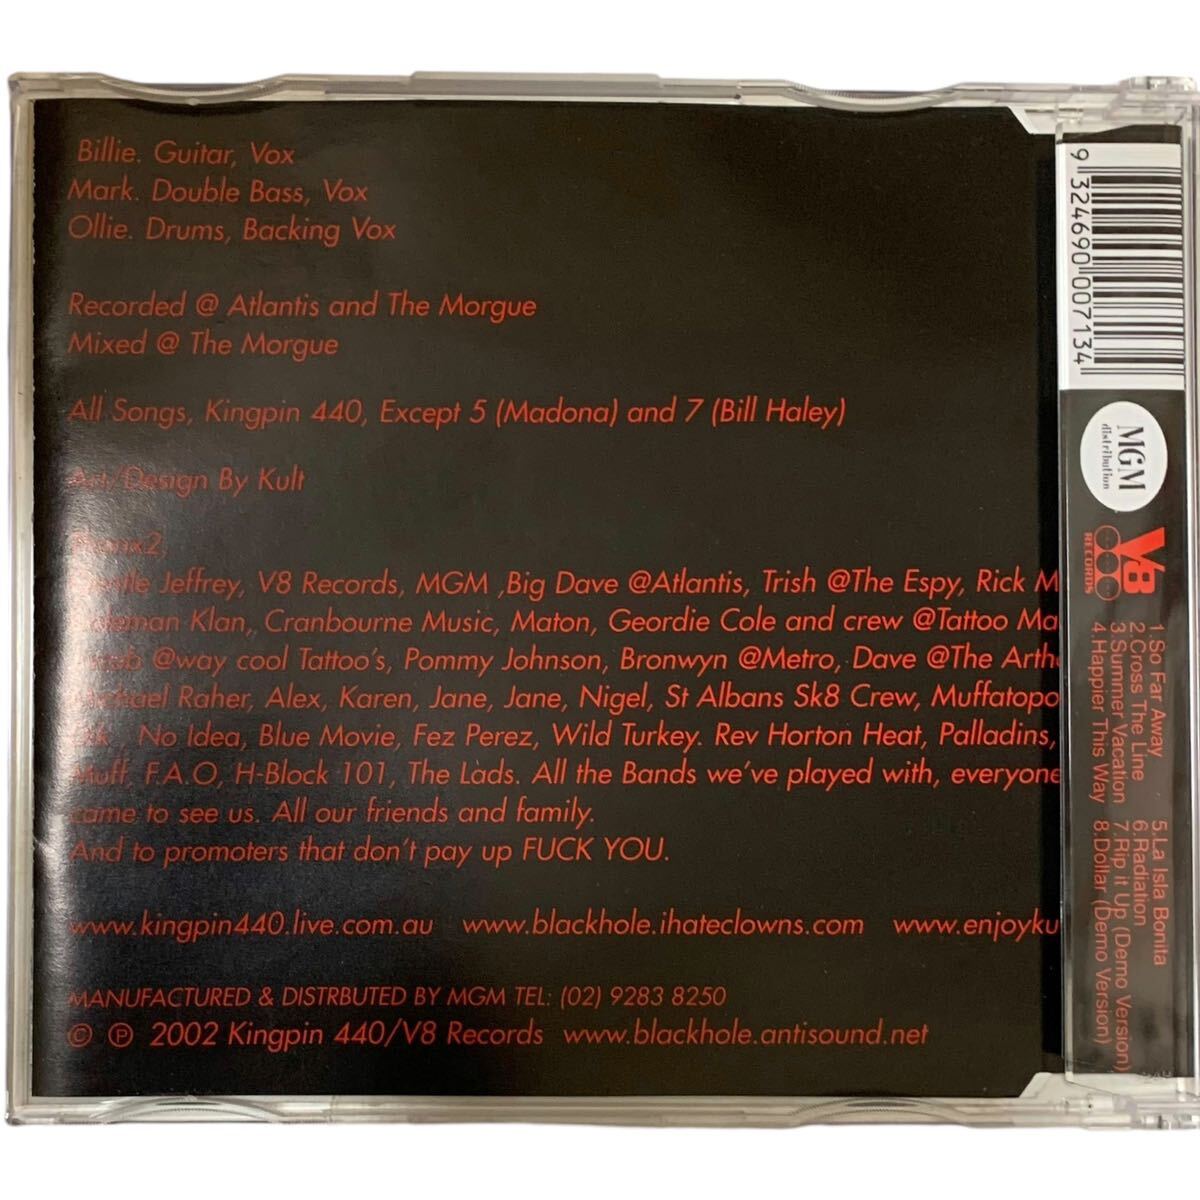 Billie. Guitar, Vox
Mark. Double Bass, Vox
Ollie. Drums, Backing Vox
Recorded @ Atlantis and The Morgue
Mixed @ The Morgue
All Songs, Kingpin 440, Except 5 (Madona) and 7 (Bill Haley)
Art/Design By Kult
Jeffrey, V8 Records, MGM ,Big Dave @Atlantis, Trish @The Espy, Rick M
Klan,, Cranbourne Music, Maton, Geordie Cole and crew @Tattoo Ma
@way cool Tattoo's, Pommy Johnson, Bronwyn @Metro, Dave @The Arth
Michael Raher, Alex, Karen, Jane, Jane, Nigel, St Albans Sk8 Crew, Muffatopo
No Idea, Blue Movie, Fez Perez, Wild Turkey. Rev Horton Heat, Palladins,
Muff, F.A.O, H-Block 101, The Lads. All the Bands we've played with, everyone
came to see us. All our friends and family.
And to promoters that don't pay up FUCK YOU.
www.kingpin440.live.com.au www.blackhole.ihateclowns.com www.enjoyku
MANUFACTURED & DISTRBUTED BY MGM TEL: (02) 9283 8250
© ℗ 2002 Kingpin 440/V8 Records www.blackhole.antisound.net
9 324690 007134
MGM
distribution
V8
RECORDS
1.So Far Away
2.Cross The Line
3.Summer Vacation
4.Happier This Way
5.La Isla Bonita
6.Radiation
7.Rip it Up (Demo Version)
8.Dollar (Demo Version)